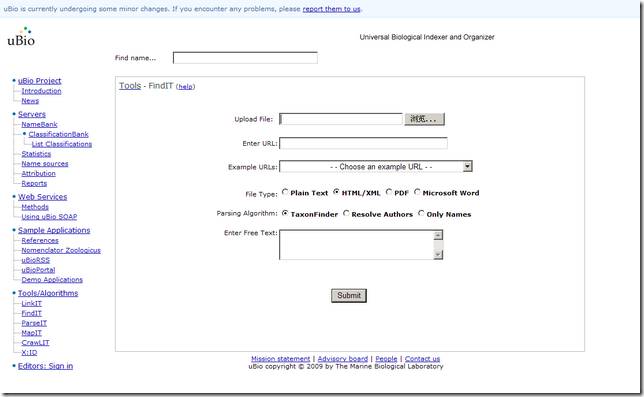 uBio is currently undergoing some minor changes. If you encounter any problems, please report them to us.
uBio
Universal Biological Indexer and Organizer
Find name...
uBio Project
Introduction
News
Servers
NameBank
ClassificationBank
List Classifications
Statistics
Name sources
Attribution
Reports
Web Services
Methods
Using uBio SOAP
Sample Applications
References
Nomenclator Zoologicus
uBioRSS
uBioPortal
Demo Applications
Tools/Algorithms
LinkIT
FindIT
ParseIT
MapIT
CrawLIT
X:ID
Editors: Sign in
Tools - FindIT (help)
Upload File: 浏览...
Enter URL:
Example URLs: - - Choose an example URL - -
File Type: Plain Text HTML/XML PDF Microsoft Word
Parsing Algorithm: TaxonFinder Resolve Authors Only Names
Enter Free Text:
Submit
Mission statement | Advisory board | People | Contact us
uBio copyright © 2009 by The Marine Biological Laboratory